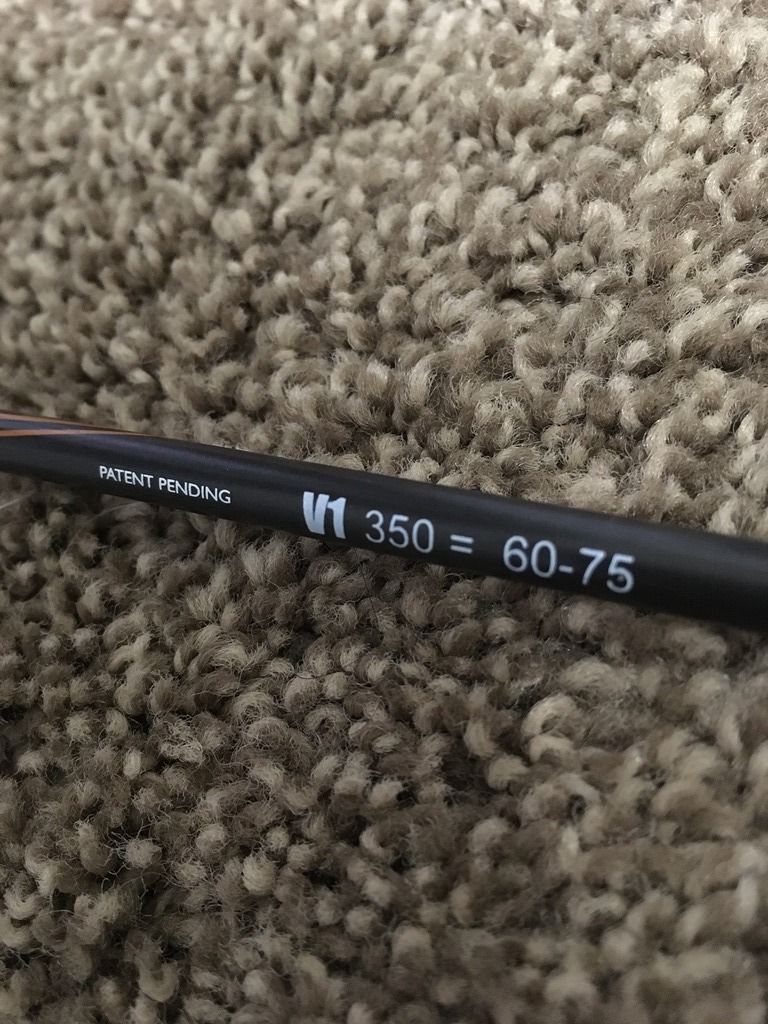 PATENT PENDING V1 350 = 60-75